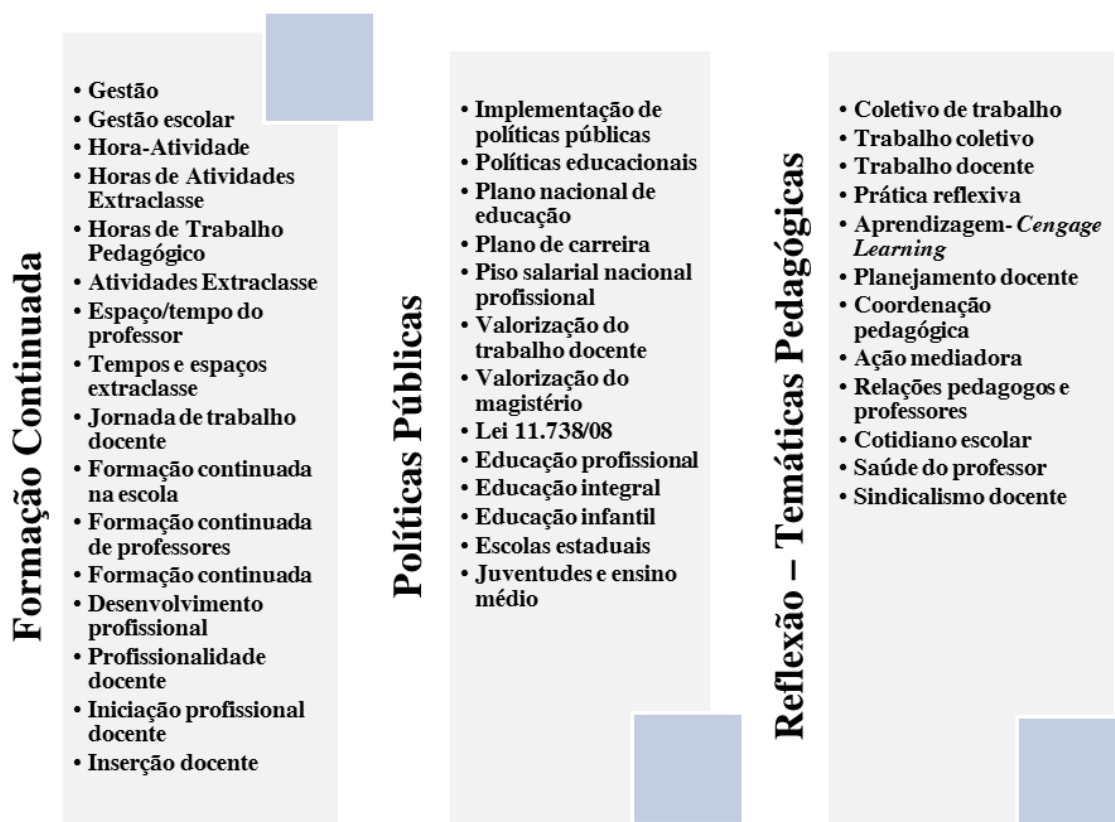 Formação Continuada
• Gestão
• Gestão escolar
• Hora-Atividade
• Horas de Atividades
Extraclasse
• Horas de Trabalho
Pedagógico
• Atividades Extraclasse
• Espaço/tempo do
professor
• Tempos e espaços
extraclasse
• Jornada de trabalho
docente
• Formação continuada
na escola
• Formação continuada
de professores
• Formação continuada
• Desenvolvimento
profissional
• Profissionalidade
docente
• Iniciação profissional
docente
• Inserção docente
Políticas Públicas
• Implementação de
políticas públicas
• Políticas educacionais
• Plano nacional de
educação
• Plano de carreira
• Piso salarial nacional
profissional
• Valorização do
trabalho docente
• Valorização do
magistério
• Lei 11.738/08
• Educação profissional
• Educação integral
• Educação infantil
• Escolas estaduais
• Juventudes e ensino
médio
Reflexão – Temáticas Pedagógicas
• Coletivo de trabalho
• Trabalho coletivo
• Trabalho docente
• Prática reflexiva
• Aprendizagem- Cengage
Learning
• Planejamento docente
• Coordenação
pedagógica
• Ação mediadora
• Relações pedagogos e
professores
• Cotidiano escolar
• Saúde do professor
• Sindicalismo docente